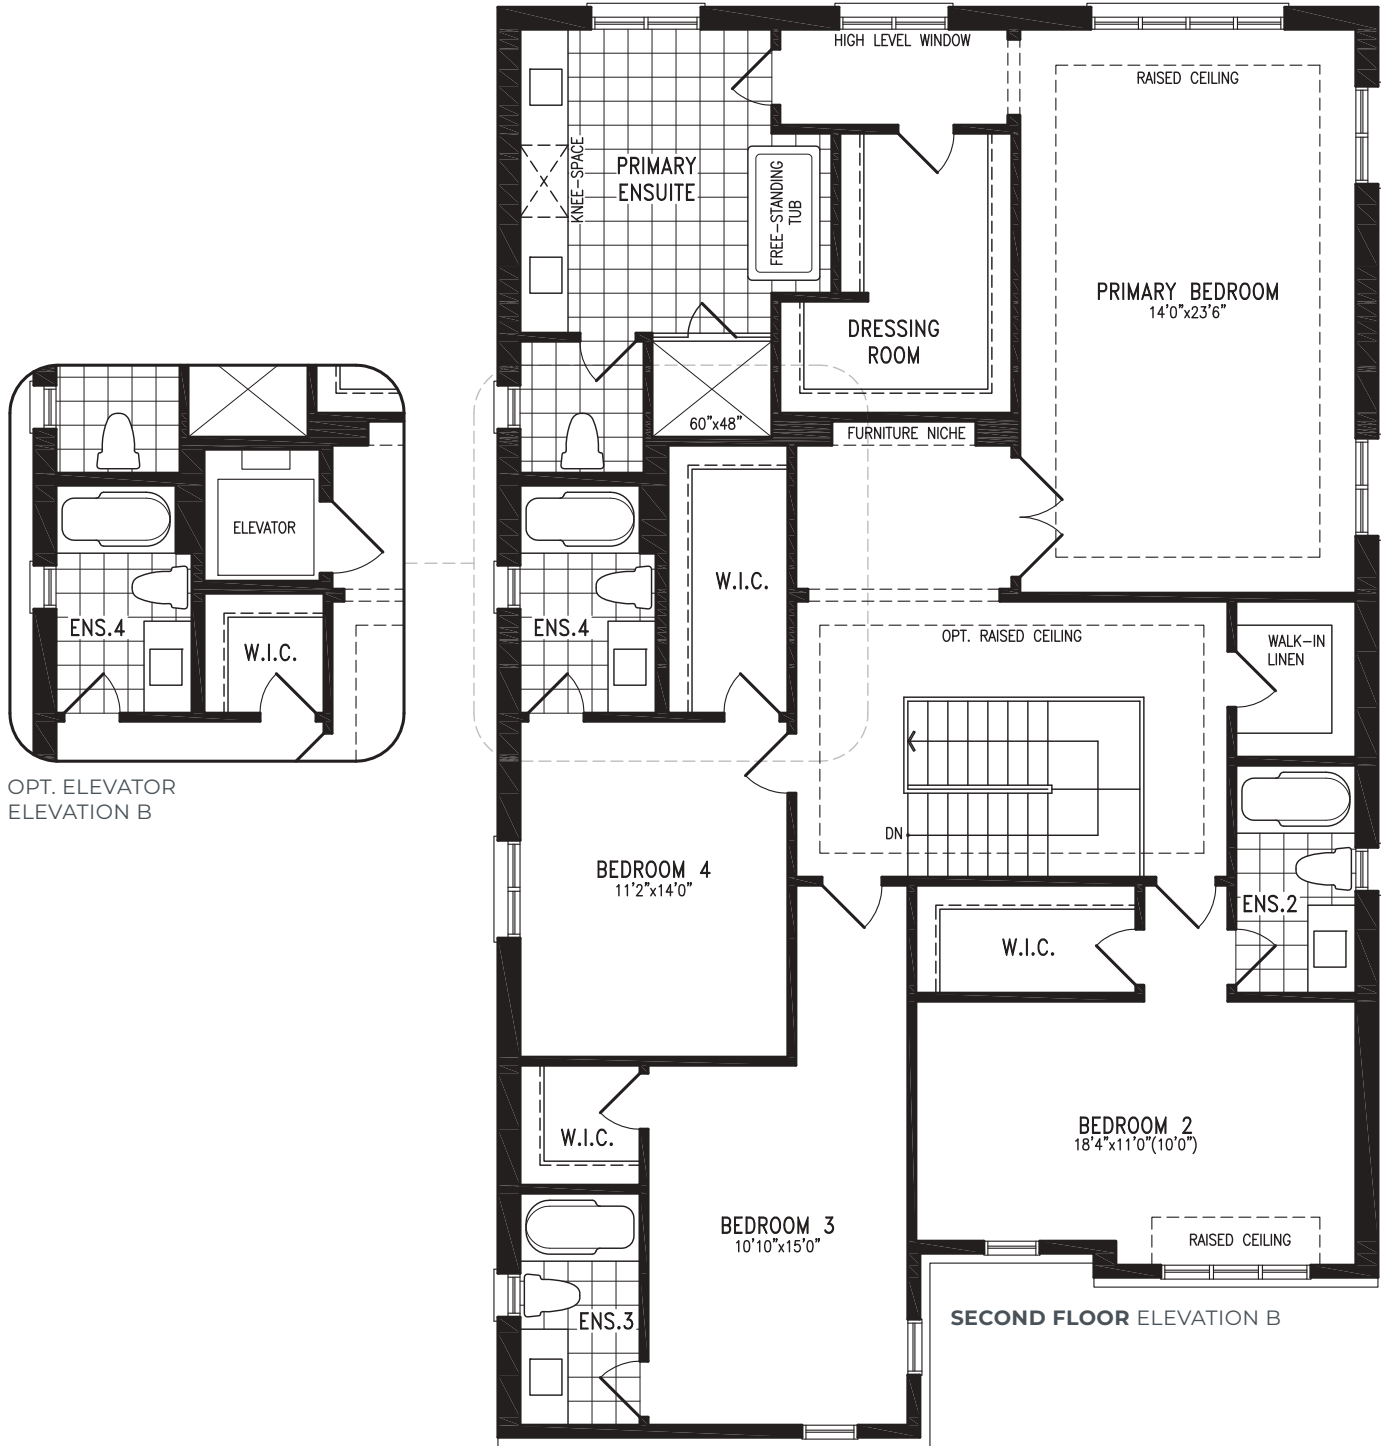 HIGH LEVEL WINDOW
RAISED CEILING
KNEE-SPACE
PRIMARY
ENSUITE
FREE-STANDING
TUB
PRIMARY BEDROOM
14'0"x23'6"
DRESSING
ROOM
60"x48"
FURNITURE NICHE
ELEVATOR
ENS.4
W.I.C.
OPT. ELEVATOR
ELEVATION B
W.I.C.
ENS.4
OPT. RAISED CEILING
WALK-IN
LINEN
DN
BEDROOM 4
11'2"x14'0"
ENS.2
W.I.C.
W.I.C.
BEDROOM 2
18'4"x11'0"(10'0")
BEDROOM 3
10'10"x15'0"
RAISED CEILING
ENS.3
SECOND FLOOR ELEVATION B